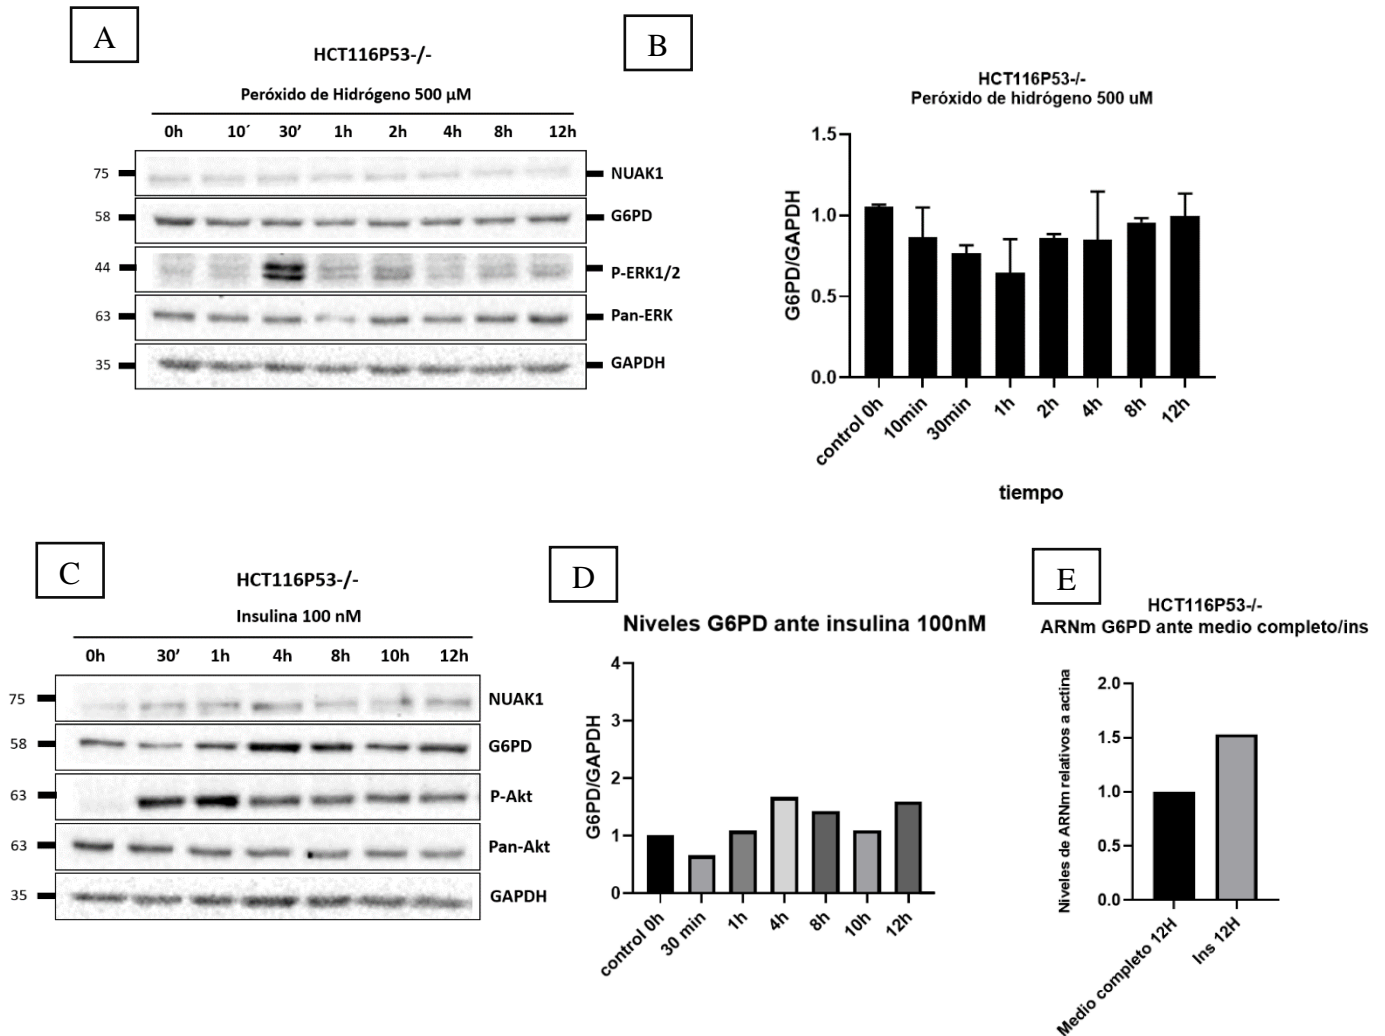 A
HCT116P53-/-
Peróxido de Hidrógeno 500 µM
0h 10´ 30’ 1h 2h 4h 8h 12h
75 NUAK1
58 G6PD
44 P-ERK1/2
63 Pan-ERK
35 GAPDH
B
HCT116P53-/-
Peróxido de hidrógeno 500 uM
G6PD/GAPDH
1.5
1.0
0.5
0.0
control 0h 10min 30min 1h 2h 4h 8h 12h
tiempo
C
HCT116P53-/-
Insulina 100 nM
0h 30’ 1h 4h 8h 10h 12h
75 NUAK1
58 G6PD
63 P-Akt
63 Pan-Akt
35 GAPDH
D
Niveles G6PD ante insulina 100nM
G6PD/GAPDH
4
3
2
1
0
control 0h 30 min 1h 4h 8h 10h 12h
E
HCT116P53-/-
ARNm G6PD ante medio completo/ins
Niveles de ARNm relativos a actina
2.0
1.5
1.0
0.5
0.0
Medio completo 12H Ins 12H